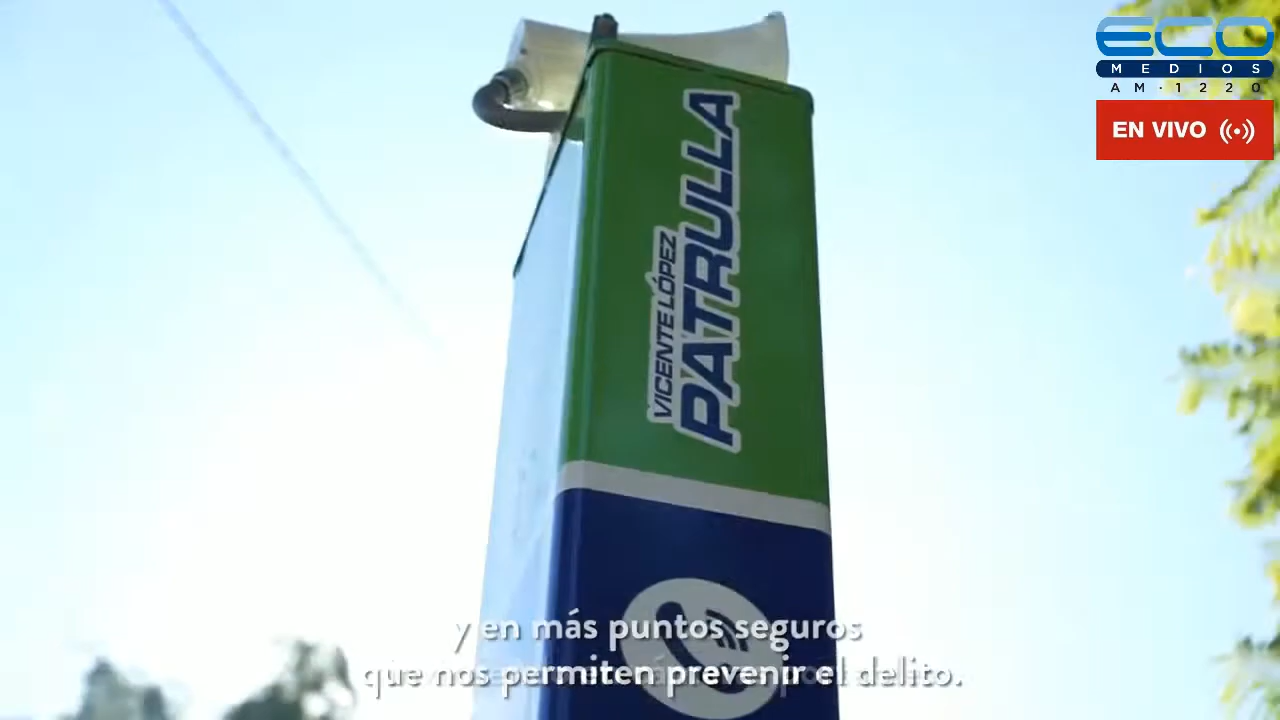 ECO
MEDIOS
AM·1220
EN VIVO
VICENTE LÓPEZ
PATRULLA
y en más puntos seguros
que nos permiten prevenir el delito.